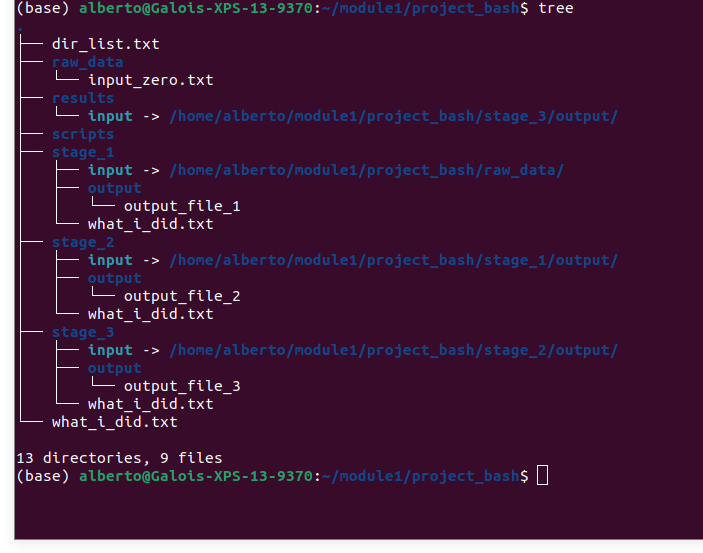 (base) alberto@Galois-XPS-13-9370:~/module1/project_bash$ tree
.
├── dir_list.txt
├── raw_data
│   └── input_zero.txt
├── results
│   └── input -> /home/alberto/module1/project_bash/stage_3/output/
├── scripts
├── stage_1
│   ├── input -> /home/alberto/module1/project_bash/raw_data/
│   ├── output
│   │   └── output_file_1
│   └── what_i_did.txt
├── stage_2
│   ├── input -> /home/alberto/module1/project_bash/stage_1/output/
│   ├── output
│   │   └── output_file_2
│   └── what_i_did.txt
├── stage_3
│   ├── input -> /home/alberto/module1/project_bash/stage_2/output/
│   ├── output
│   │   └── output_file_3
│   └── what_i_did.txt
└── what_i_did.txt

13 directories, 9 files
(base) alberto@Galois-XPS-13-9370:~/module1/project_bash$